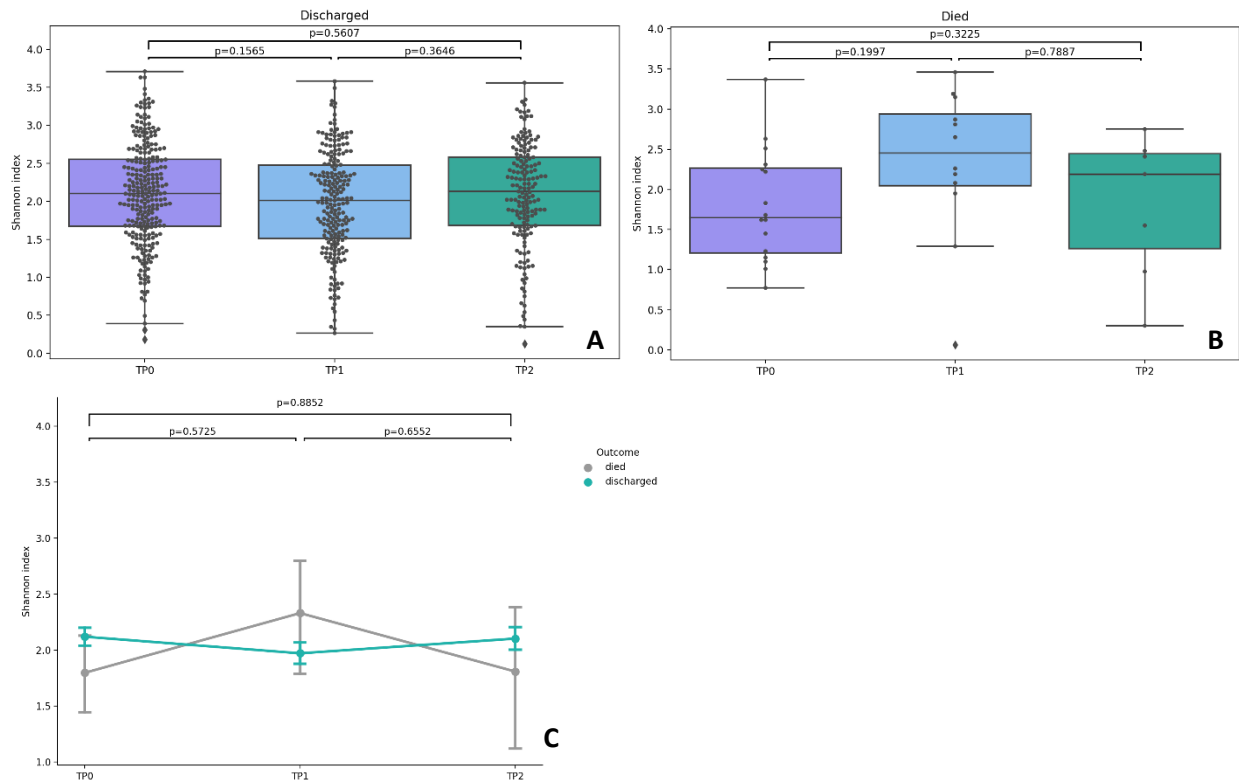 Discharged
p=0.5607
p=0.1565 p=0.3646
4.0
3.5
3.0
2.5
2.0
1.5
1.0
0.5
0.0
Shannon index
TP0 TP1 TP2
A
Died
p=0.3225
p=0.1997 p=0.7887
4.0
3.5
3.0
2.5
2.0
1.5
1.0
0.5
0.0
Shannon index
TP0 TP1 TP2
B
p=0.8852
p=0.5725 p=0.6552
4.0
3.5
3.0
2.5
2.0
1.5
1.0
Shannon index
TP0 TP1 TP2
Outcome
died
discharged
C